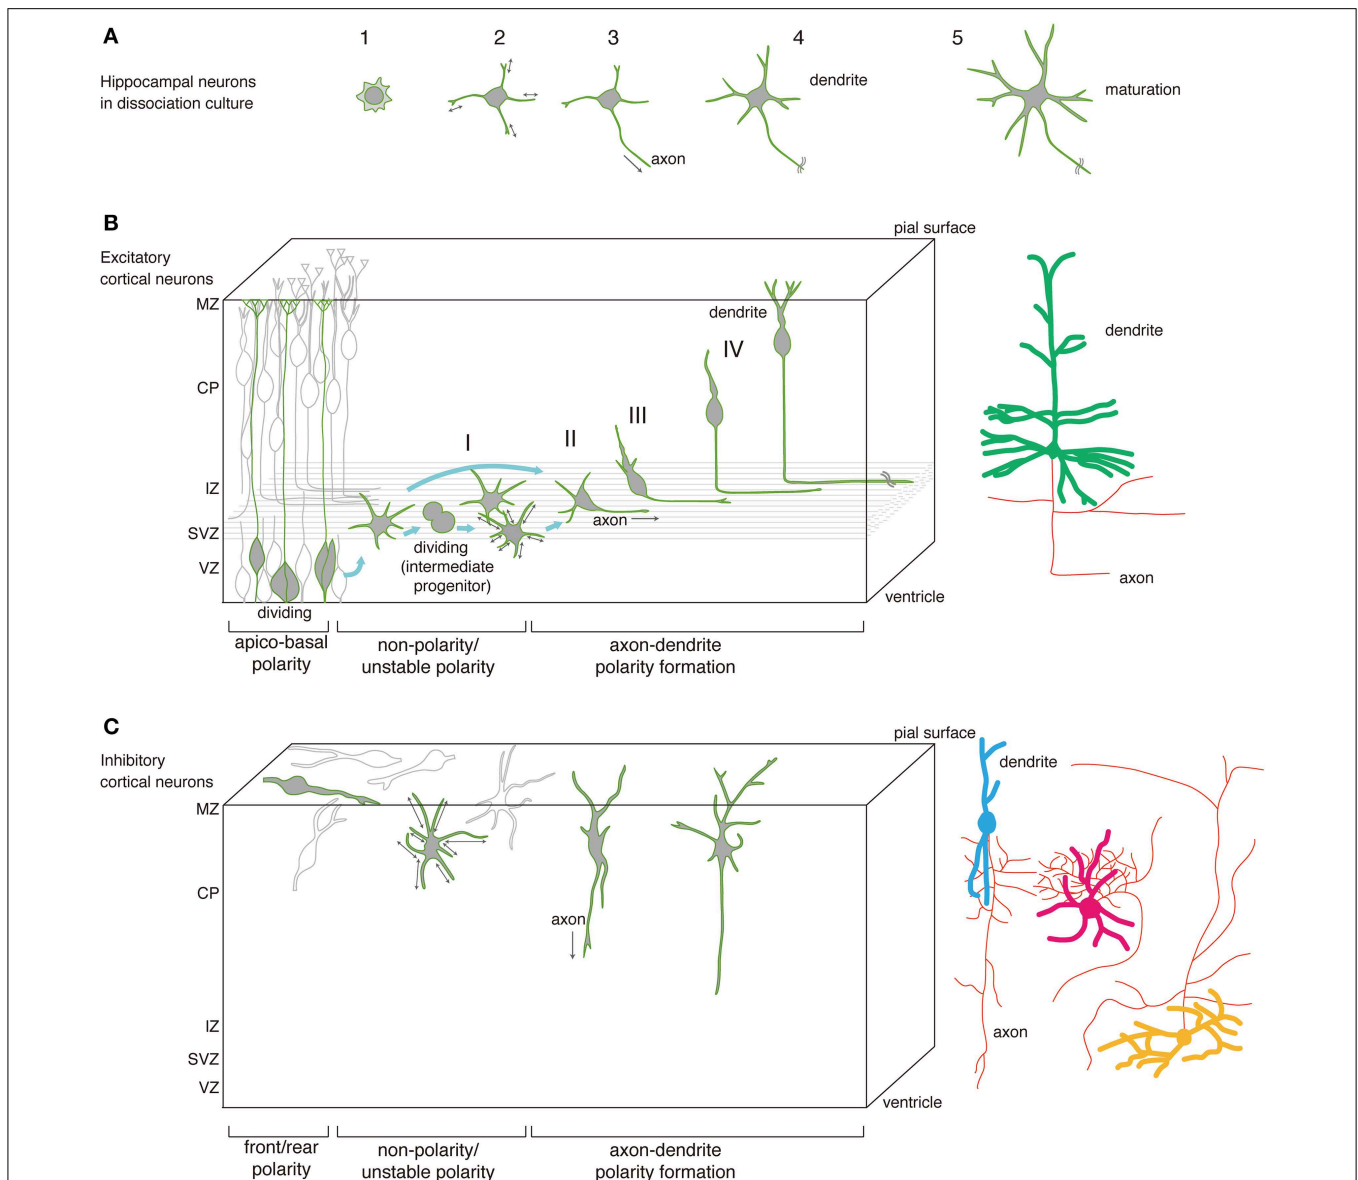 A
1 2 3 4 5
Hippocampal neurons
in dissociation culture
dendrite
maturation
axon
B
pial surface
Excitatory
cortical neurons
MZ
dendrite
dendrite
IV
CP
III
I
II
IZ
axon
SVZ
dividing
(intermediate
progenitor)
VZ
axon
ventricle
dividing
apico-basal
polarity
non-polarity/
unstable polarity
axon-dendrite
polarity formation
C
pial surface
Inhibitory
cortical neurons
dendrite
MZ
CP
axon
IZ
axon
SVZ
VZ
ventricle
front/rear
polarity
non-polarity/
unstable polarity
axon-dendrite
polarity formation